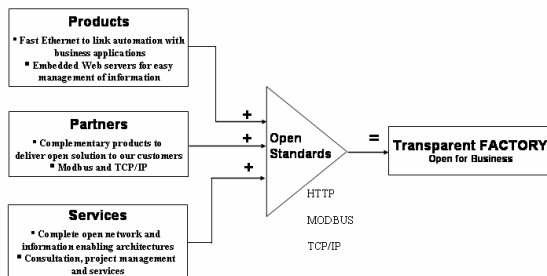 Products
▪ Fast Ethernet to link automation with
business applications
▪ Embedded Web servers for easy
management of information
Partners
▪ Complementary products to
deliver open solution to our customers
▪ Modbus and TCP/IP
Services
▪ Complete open network and
information enabling architectures
▪ Consultation, project management
and services
+
+
+
Open
Standards
HTTP
MODBUS
TCP/IP
=
Transparent FACTORY
Open for Business